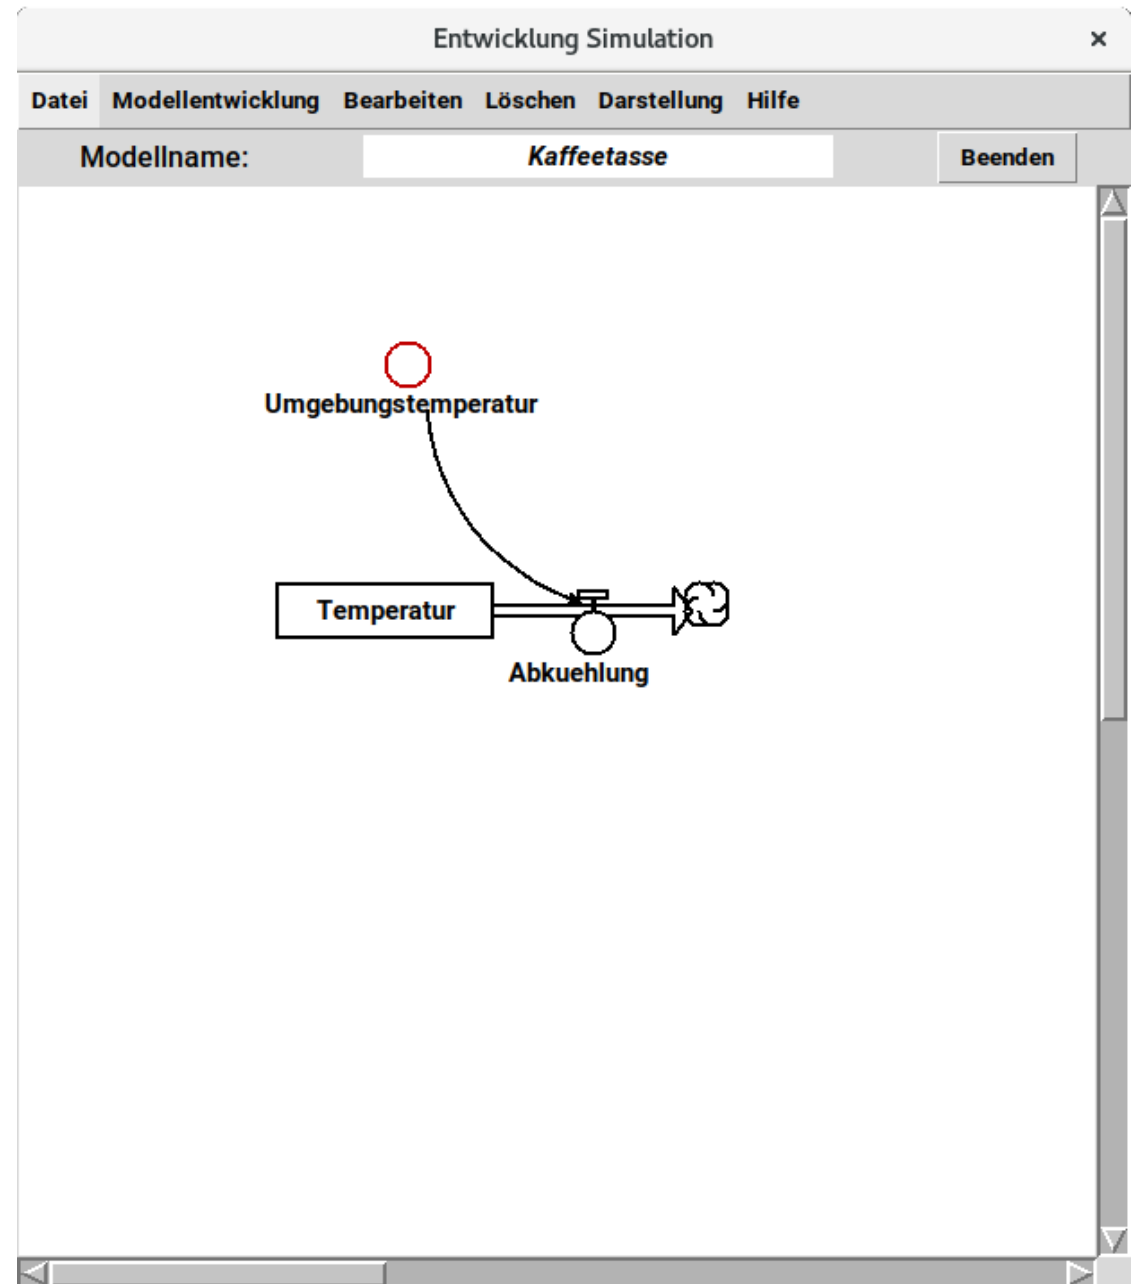 Entwicklung Simulation
Datei Modellentwicklung Bearbeiten Löschen Darstellung Hilfe
Modellname: Kaffeetasse Beenden
Umgebungstemperatur
Temperatur
Abkuehlung